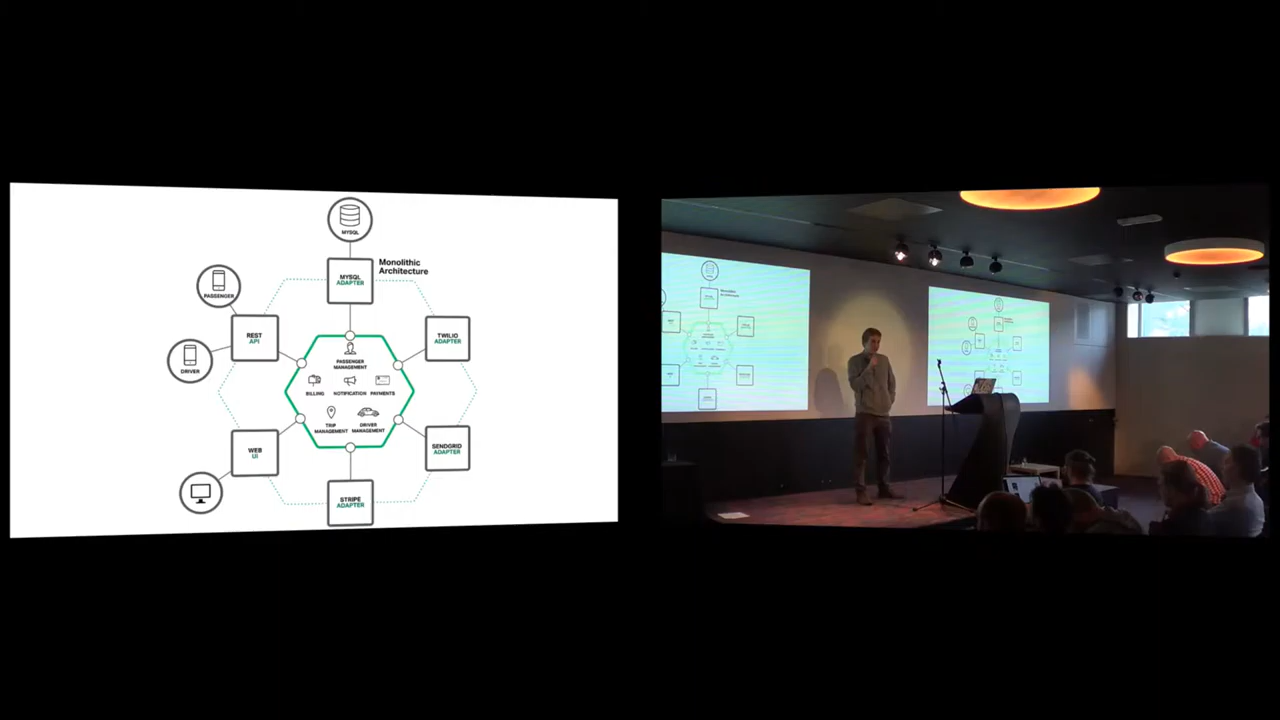 MYSQL
Monolithic
Architecture
MYSQL
ADAPTER
PASSENGER
REST
API
TWILIO
ADAPTER
DRIVER
PASSENGER
MANAGEMENT
BILLING
NOTIFICATION
PAYMENTS
TRIP
MANAGEMENT
DRIVER
MANAGEMENT
WEB
UI
SENDGRID
ADAPTER
STRIPE
ADAPTER